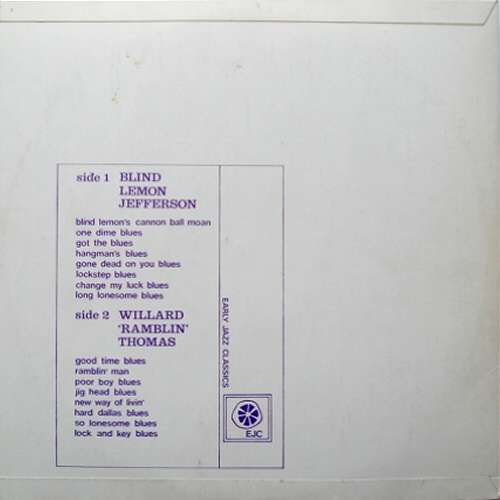 side 1 BLIND
LEMON
JEFFERSON
blind lemon's cannon ball moan
one dime blues
got the blues
hangman's blues
gone dead on you blues
lockstep blues
change my luck blues
long lonesome blues
side 2 WILLARD
'RAMBLIN'
THOMAS
good time blues
ramblin' man
poor boy blues
jig head blues
new way of livin'
hard dallas blues
so lonesome blues
lock and key blues
EARLY JAZZ CLASSICS
EJC